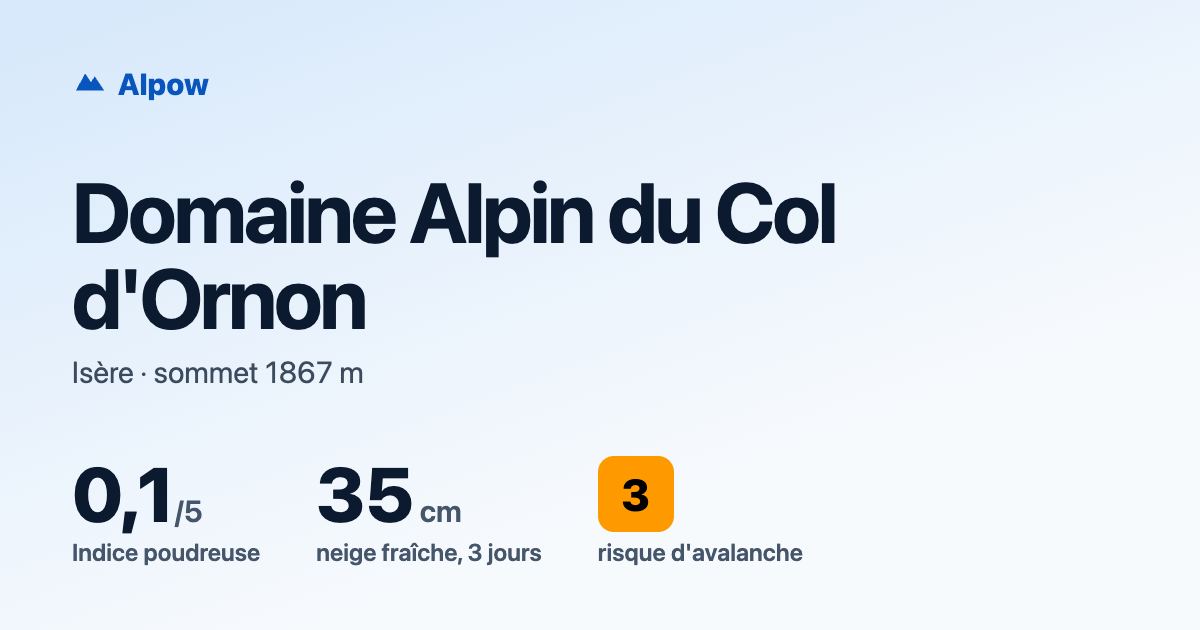 Alpow
Domaine Alpin du Col
d'Ornon
Isère · sommet 1867 m
0,1/5
35 cm
3
Indice poudreuse
neige fraîche, 3 jours
risque d'avalanche